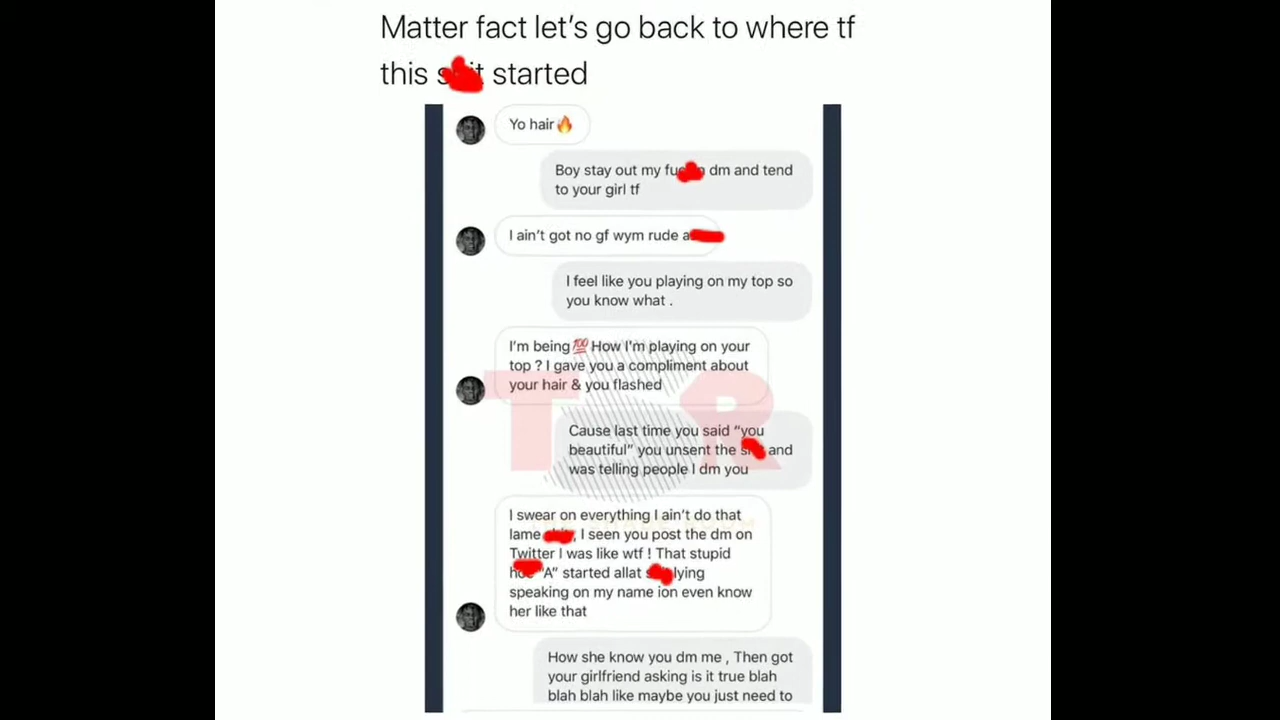 Matter fact let's go back to where tf
this s t started
Yo hair🔥
Boy stay out my fu dm and tend
to your girl tf
I ain't got no gf wym rude a
I feel like you playing on my top so
you know what .
I'm being 💯 How I'm playing on your
top ? I gave you a compliment about
your hair & you flashed
TSR
Cause last time you said "you
beautiful" you unsent the s and
was telling people I dm you
I swear on everything I ain't do that
lame , I seen you post the dm on
Twitter I was like wtf ! That stupid
"A" started allat lying
speaking on my name ion even know
her like that
How she know you dm me , Then got
your girlfriend asking is it true blah
blah blah like maybe you just need to